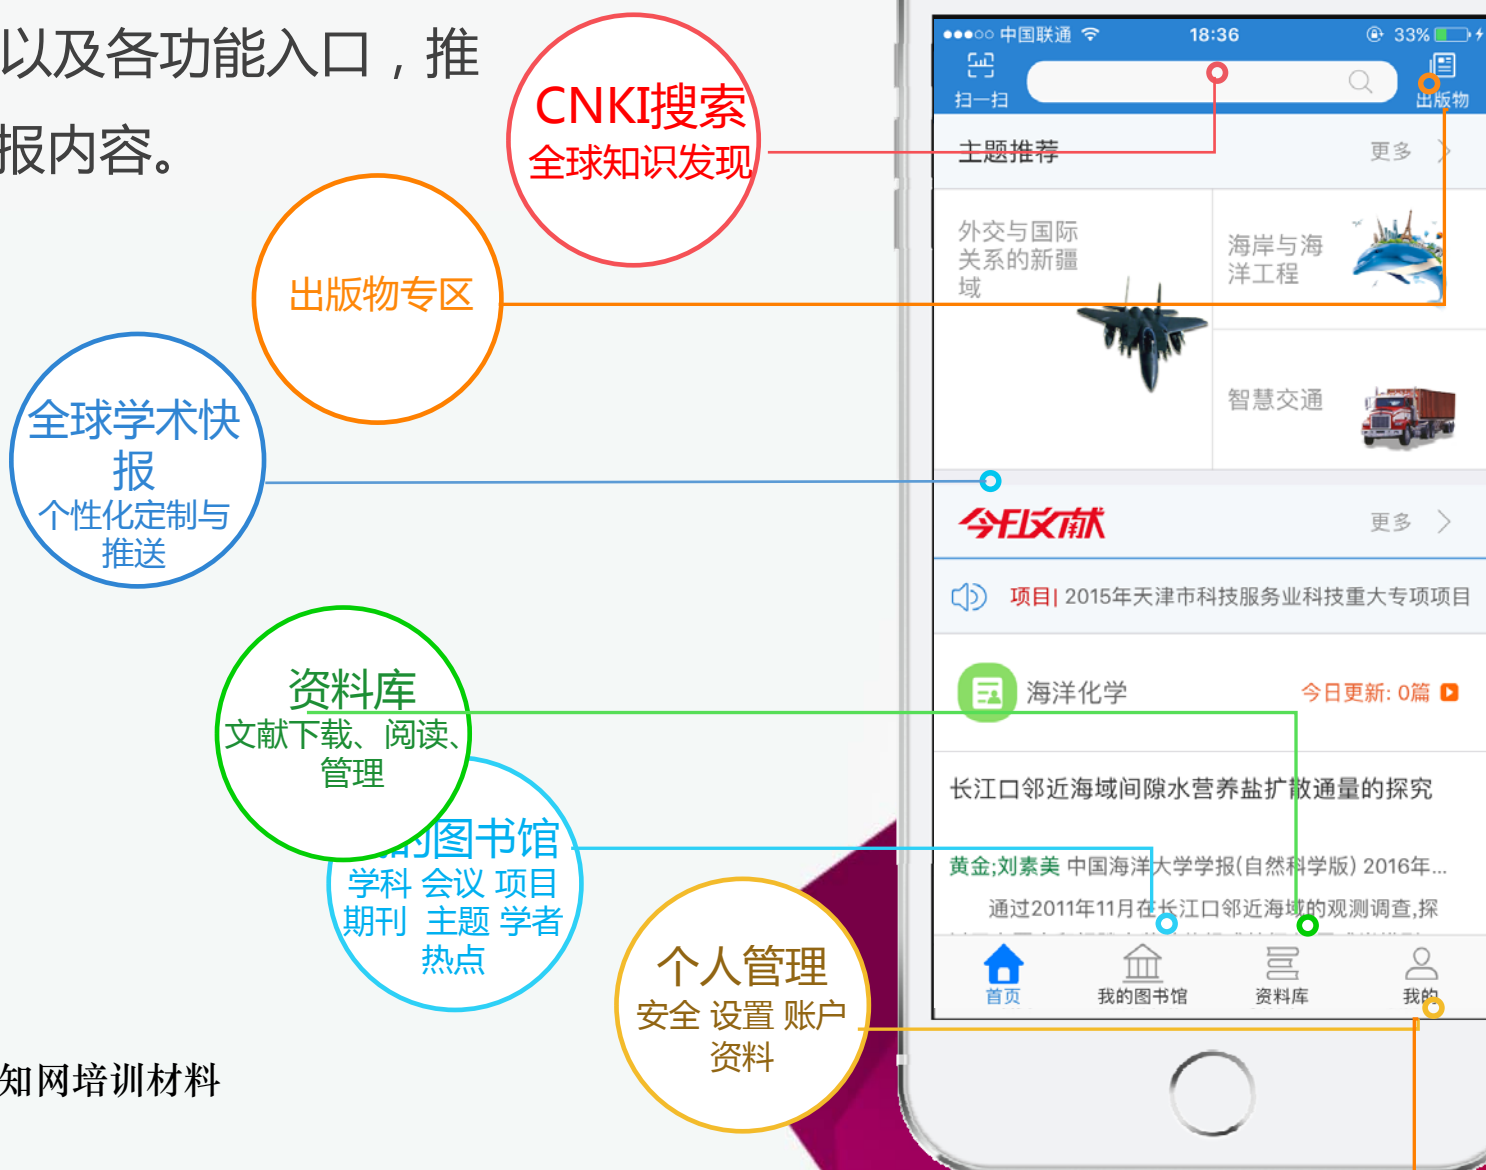 以及各功能入口，推
报内容。
CNKI搜索
全球知识发现
出版物专区
全球学术快
报
个性化定制与
推送
资料库
文献下载、阅读、
管理
的图书馆
学科 会议 项目
期刊 主题 学者
热点
个人管理
安全 设置 账户
资料
知网培训材料
中国联通 18:36 33%
扫一扫
出版物
主题推荐 更多
外交与国际
关系的新疆
域
海岸与海
洋工程
智慧交通
今日文献 更多
项目| 2015年天津市科技服务业科技重大专项项目
海洋化学 今日更新: 0篇
长江口邻近海域间隙水营养盐扩散通量的探究
黄金;刘素美 中国海洋大学学报(自然科学版) 2016年...
通过2011年11月在长江口邻近海域的观测调查,探
首页 我的图书馆 资料库 我的